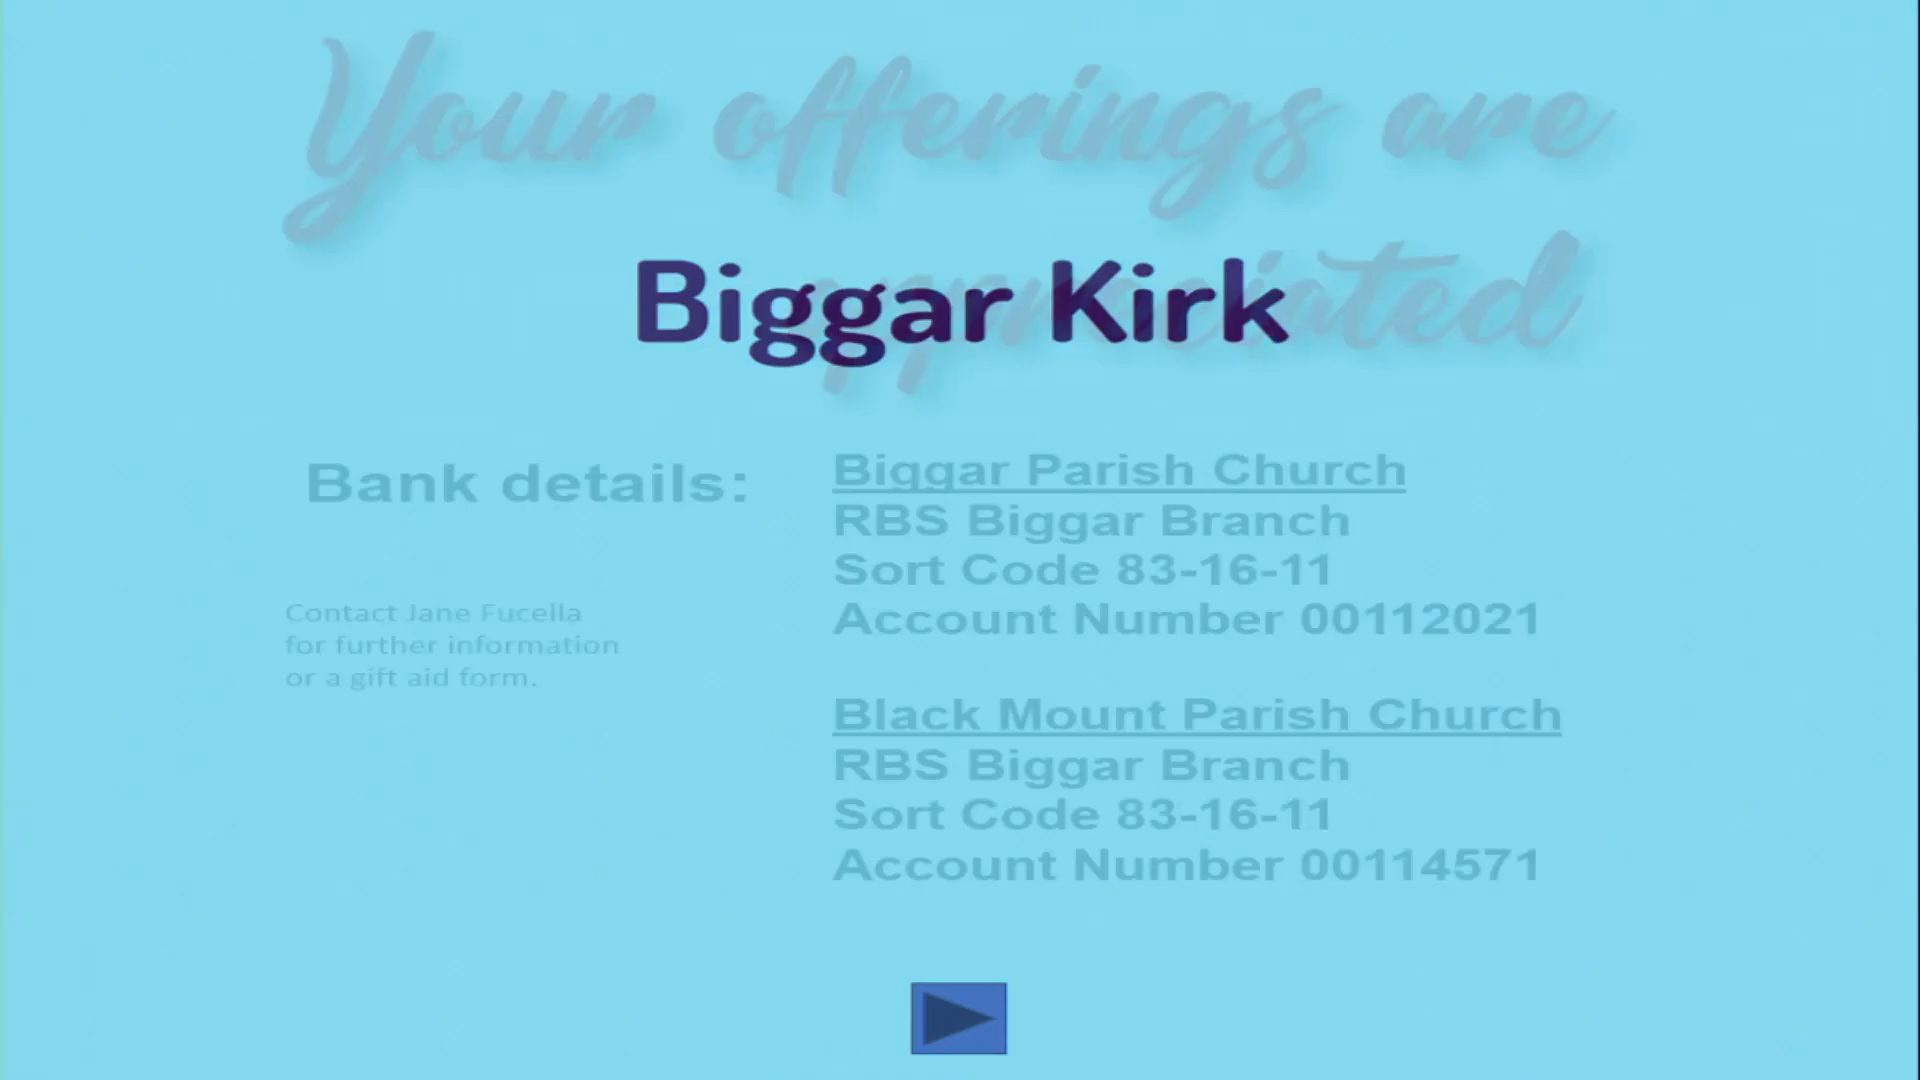 Your offerings are
appreciated
Biggar Kirk
Bank details:
Contact Jane Fucella
for further information
or a gift aid form.
Biggar Parish Church
RBS Biggar Branch
Sort Code 83-16-11
Account Number 00112021
Black Mount Parish Church
RBS Biggar Branch
Sort Code 83-16-11
Account Number 00114571